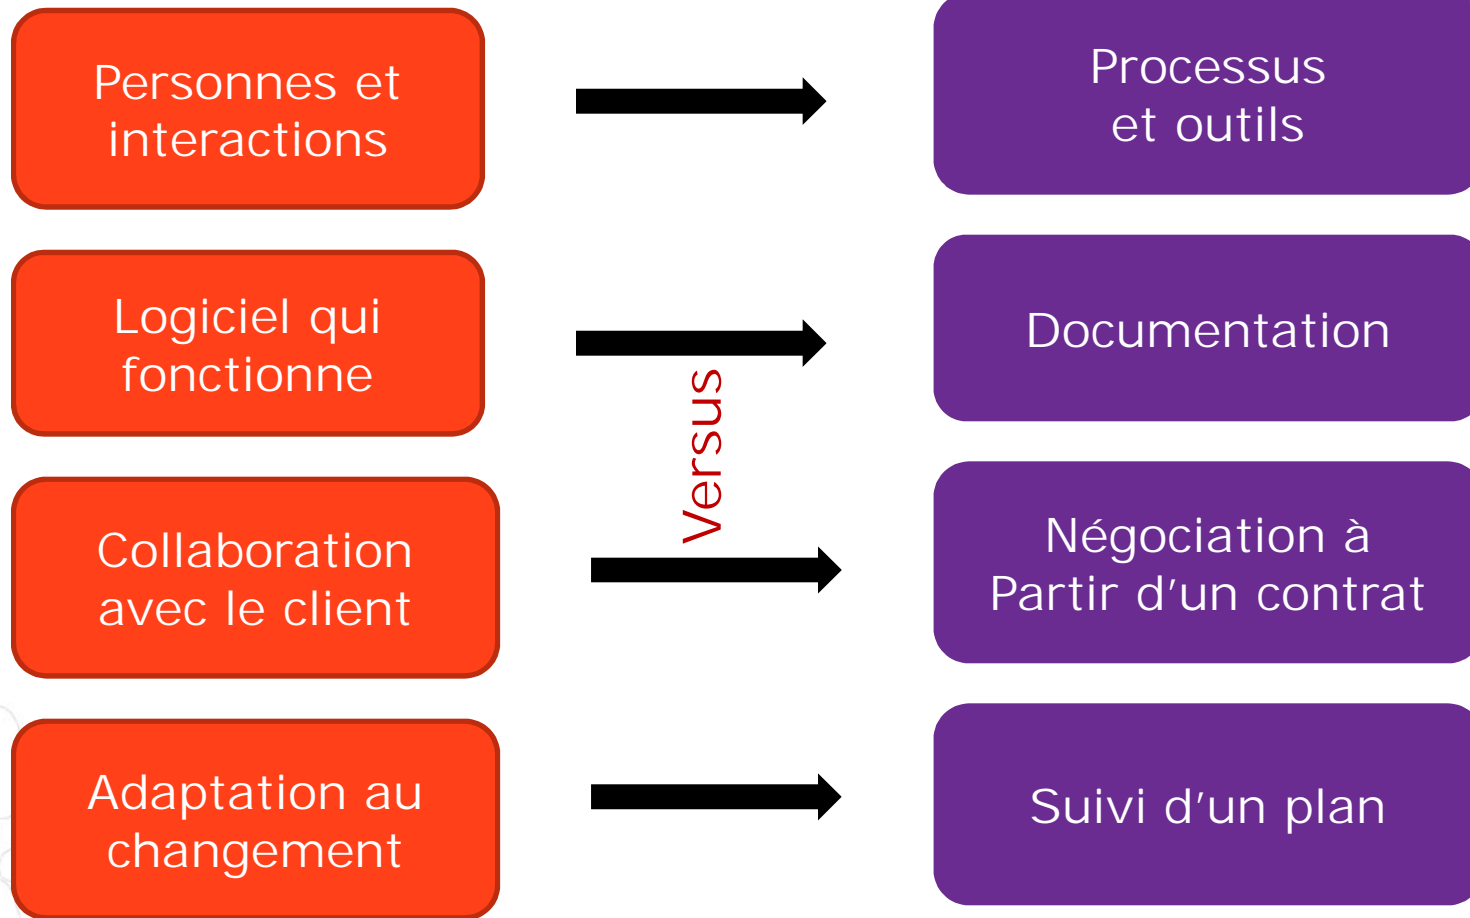 Personnes et
interactions
Processus
et outils
Logiciel qui
fonctionne
Documentation
Versus
Collaboration
avec le client
Négociation à
Partir d’un contrat
Adaptation au
changement
Suivi d’un plan